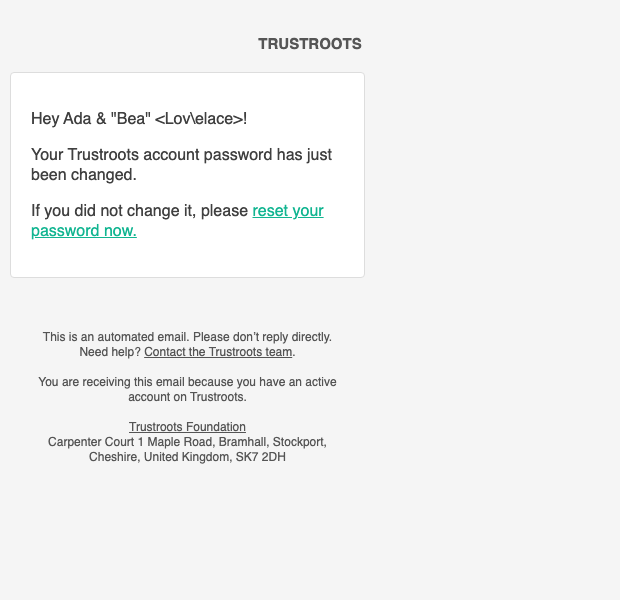 TRUSTROOTS
Hey Ada & "Bea" <Lov\elace>!
Your Trustroots account password has just
been changed.
If you did not change it, please reset your
password now.
This is an automated email. Please don’t reply directly.
Need help? Contact the Trustroots team.
You are receiving this email because you have an active
account on Trustroots.
Trustroots Foundation
Carpenter Court 1 Maple Road, Bramhall, Stockport,
Cheshire, United Kingdom, SK7 2DH